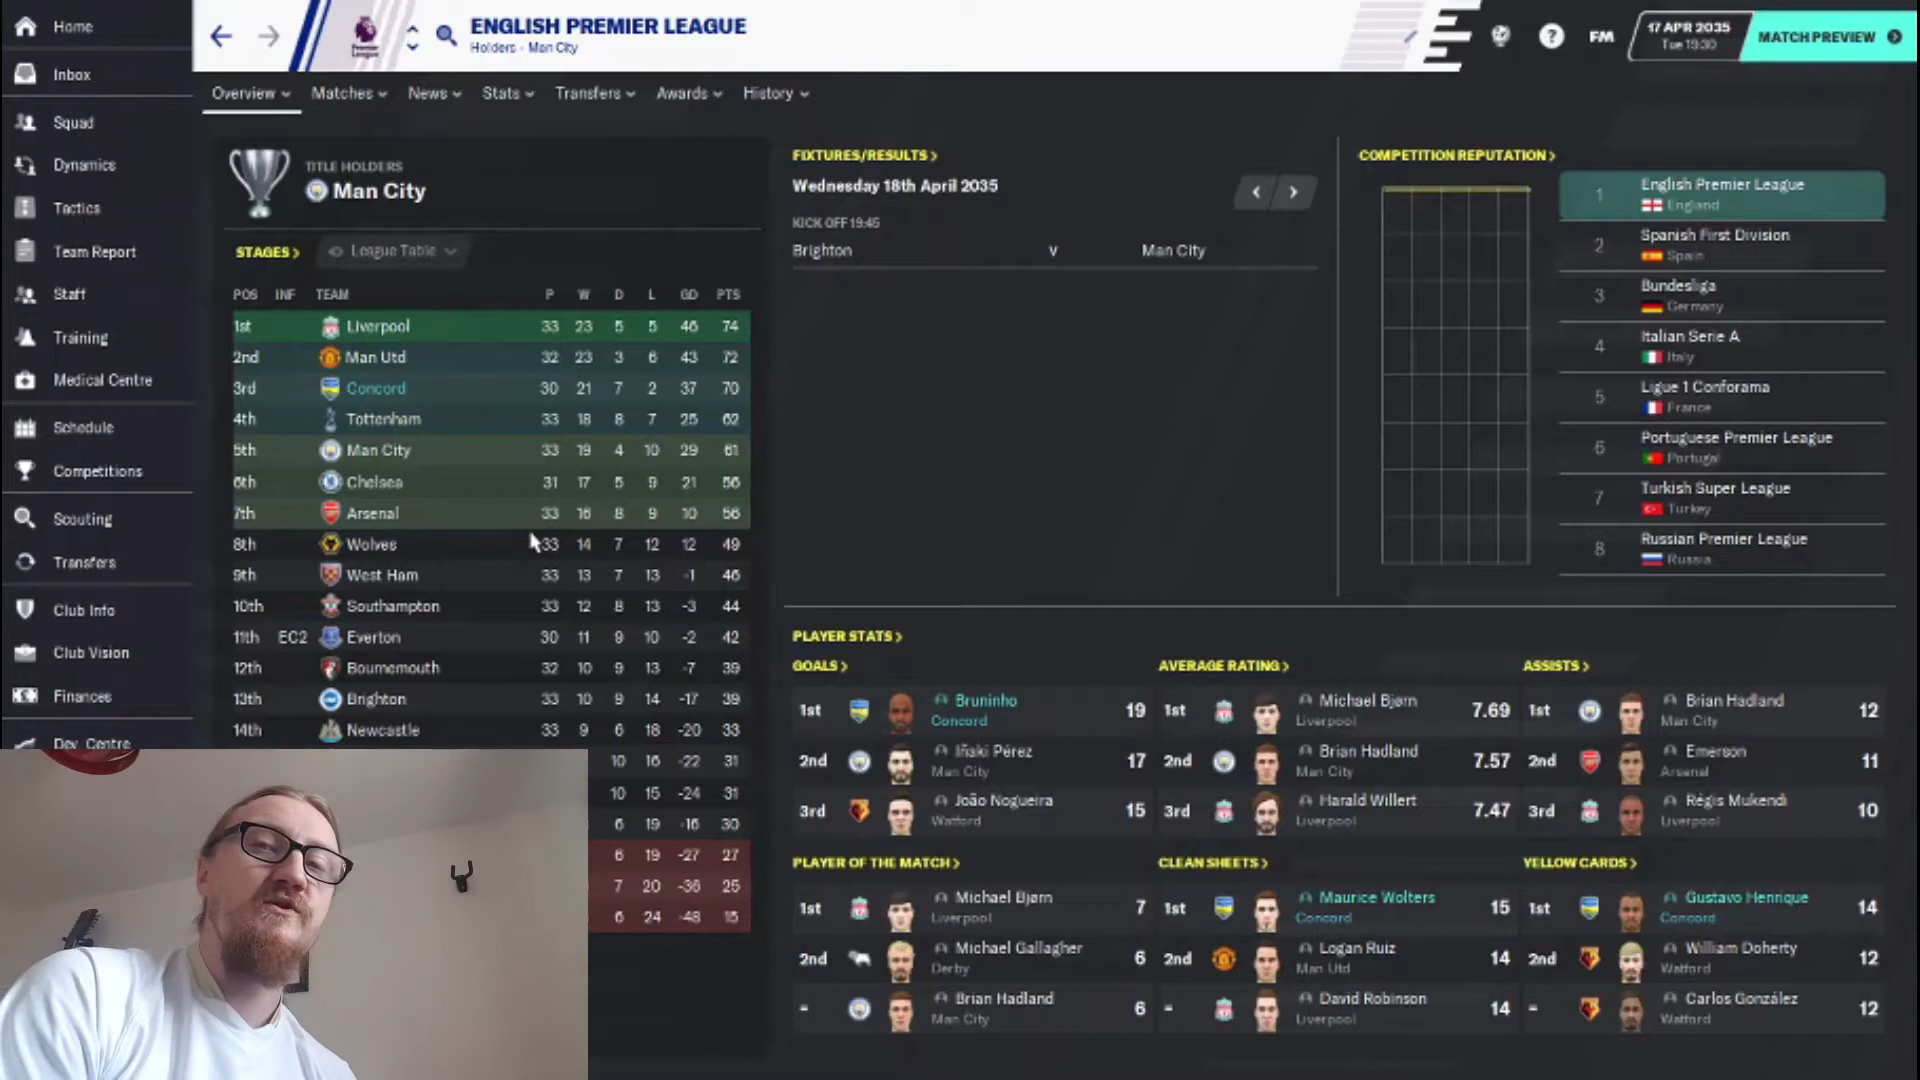 Home
Inbox
Squad
Dynamics
Tactics
Team Report
Staff
Training
Medical Centre
Schedule
Competitions
Scouting
Transfers
Club Info
Club Vision
Finances
Dev. Centre
Premier League
ENGLISH PREMIER LEAGUE
Holders - Man City
? FM
17 APR 2035
Tue 19:30
MATCH PREVIEW
Overview Matches News Stats Transfers Awards History
TITLE HOLDERS
Man City
STAGES > League Table
POS INF TEAM P W D L GD PTS
1st Liverpool 33 23 5 5 46 74
2nd Man Utd 32 23 3 6 43 72
3rd Concord 30 21 7 2 37 70
4th Tottenham 33 18 8 7 25 62
5th Man City 33 19 4 10 29 61
6th Chelsea 31 17 5 9 21 56
7th Arsenal 33 16 8 9 10 56
8th Wolves 33 14 7 12 12 49
9th West Ham 33 13 7 13 -1 46
10th Southampton 33 12 8 13 -3 44
11th EC2 Everton 30 11 9 10 -2 42
12th Bournemouth 32 10 9 13 -7 39
13th Brighton 33 10 9 14 -17 39
14th Newcastle 33 9 6 18 -20 33
10 16 -22 31
10 15 -24 31
6 19 -16 30
6 19 -27 27
7 20 -36 25
6 24 -48 15
FIXTURES/RESULTS >
Wednesday 18th April 2035
KICK OFF 19:45
Brighton v Man City
COMPETITION REPUTATION >
1 English Premier League
England
2 Spanish First Division
Spain
3 Bundesliga
Germany
4 Italian Serie A
Italy
5 Ligue 1 Conforama
France
6 Portuguese Premier League
Portugal
7 Turkish Super League
Turkey
8 Russian Premier League
Russia
PLAYER STATS >
GOALS >
1st Bruninho 19
Concord
2nd Iñaki Pérez 17
Man City
3rd João Nogueira 15
Watford
AVERAGE RATING >
1st Michael Bjørn 7.69
Liverpool
2nd Brian Hadland 7.57
Man City
3rd Harald Willert 7.47
Liverpool
ASSISTS >
1st Brian Hadland 12
Man City
2nd Emerson 11
Arsenal
3rd Régis Mukendi 10
Liverpool
PLAYER OF THE MATCH >
1st Michael Bjørn 7
Liverpool
2nd Michael Gallagher 6
Derby
- Brian Hadland 6
Man City
CLEAN SHEETS >
1st Maurice Wolters 15
Concord
2nd Logan Ruiz 14
Man Utd
- David Robinson 14
Liverpool
YELLOW CARDS >
1st Gustavo Henrique 14
Concord
2nd William Doherty 12
Watford
- Carlos González 12
Watford